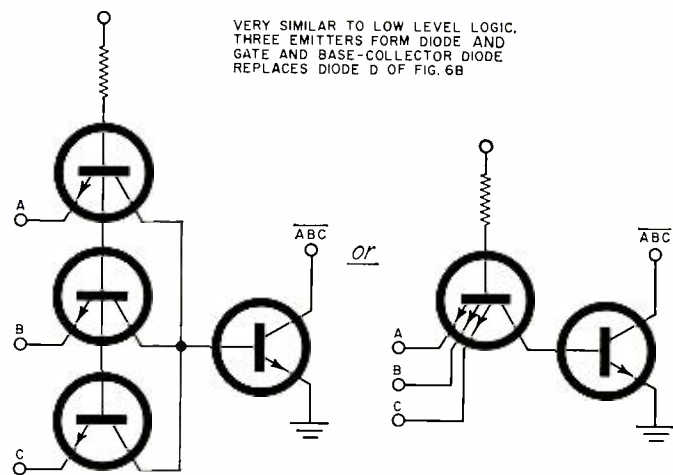 VERY SIMILAR TO LOW LEVEL LOGIC,
THREE EMITTERS FORM DIODE AND
GATE AND BASE-COLLECTOR DIODE
REPLACES DIODE D OF FIG. 6B
A
B
C
ABC
or
A
B
C
ABC